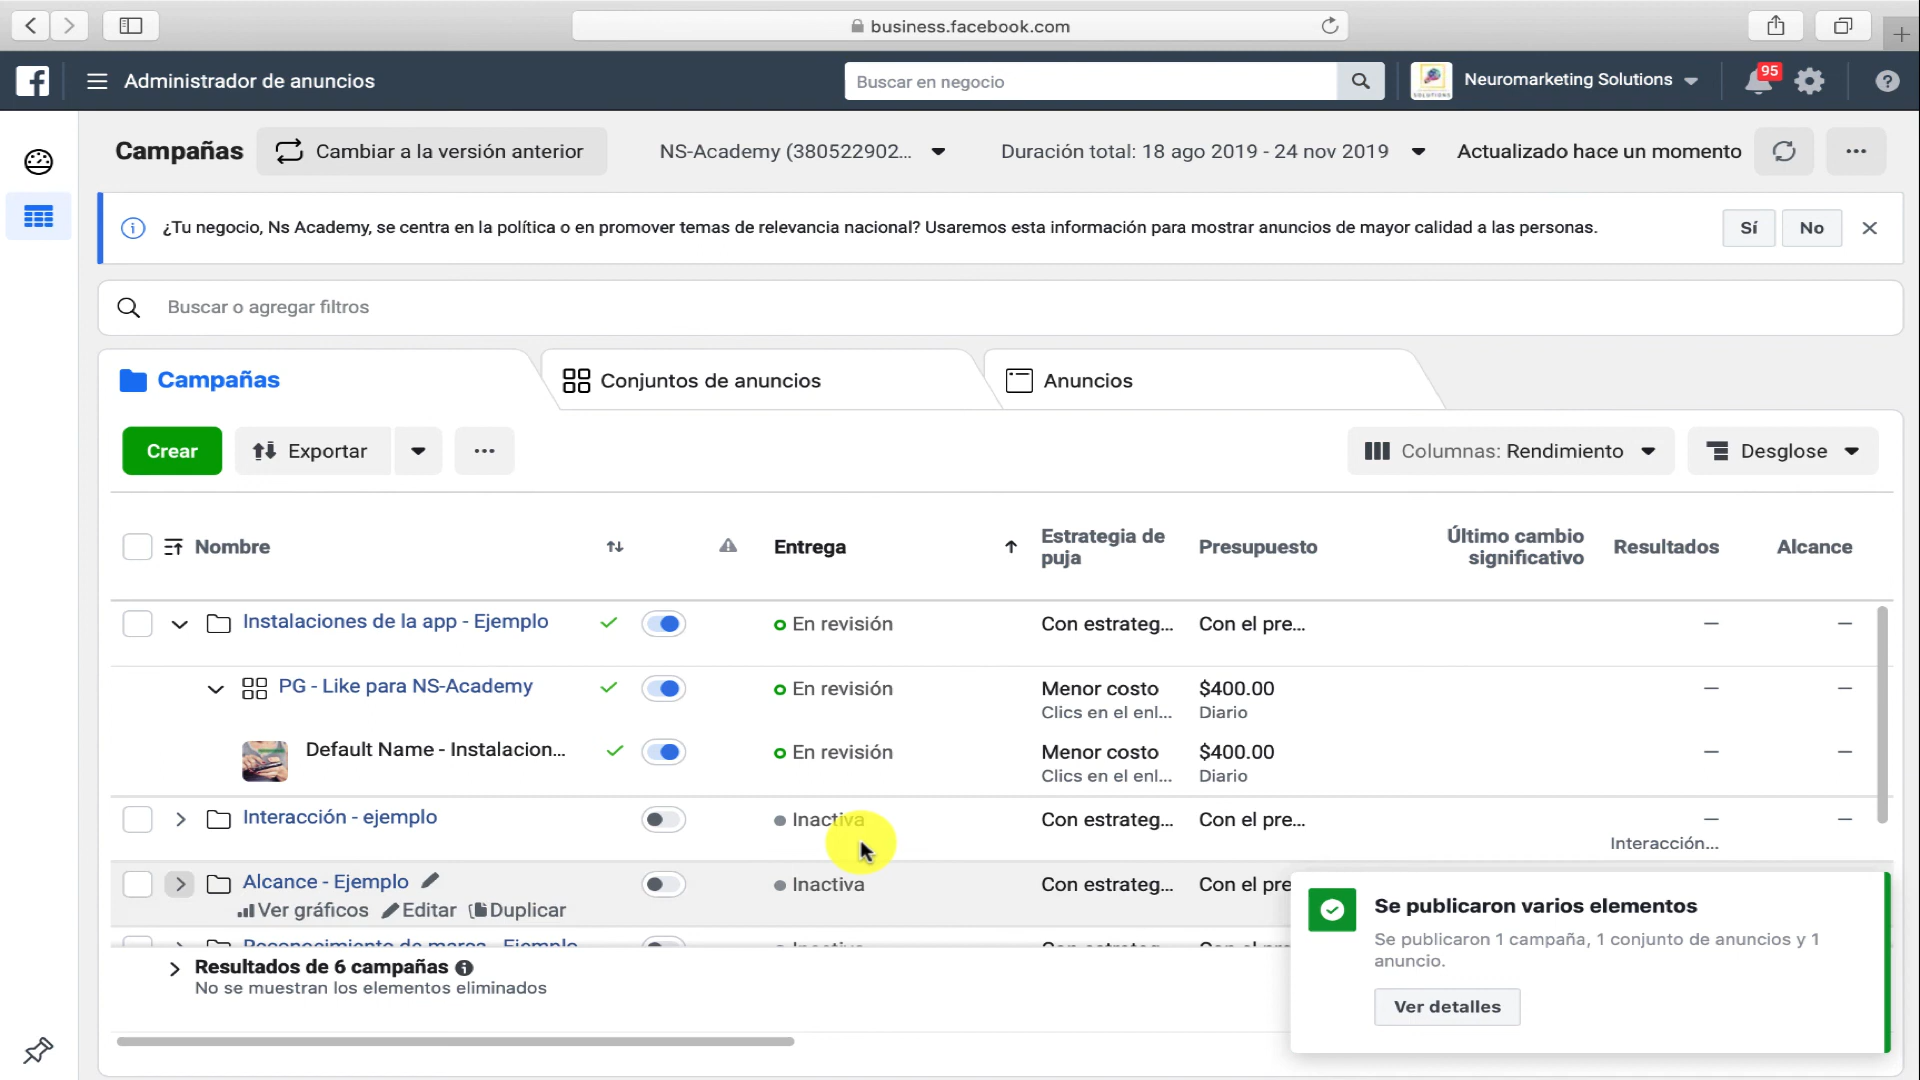 business.facebook.com
Administrador de anuncios
Buscar en negocio
SOLUTIONS
Neuromarketing Solutions
95
Campañas
Cambiar a la versión anterior
NS-Academy (380522902...
Duración total: 18 ago 2019 - 24 nov 2019
Actualizado hace un momento
¿Tu negocio, Ns Academy, se centra en la política o en promover temas de relevancia nacional? Usaremos esta información para mostrar anuncios de mayor calidad a las personas.
Sí
No
Buscar o agregar filtros
Campañas
Conjuntos de anuncios
Anuncios
Crear
Exportar
Columnas: Rendimiento
Desglose
Nombre
Entrega
Estrategia de
puja
Presupuesto
Último cambio
significativo
Resultados
Alcance
Instalaciones de la app - Ejemplo
En revisión
Con estrateg...
Con el pre...
—
—
PG - Like para NS-Academy
En revisión
Menor costo
Clics en el enl...
$400.00
Diario
—
—
Default Name - Instalacion...
En revisión
Menor costo
Clics en el enl...
$400.00
Diario
—
—
Interacción - ejemplo
Inactiva
Con estrateg...
Con el pre...
—
Interacción...
—
Alcance - Ejemplo
Ver gráficos
Editar
Duplicar
Inactiva
Con estrateg...
Con el pre
Reconocimiento de marca - Ejemplo
Inactiva
Con estrateg...
Con el pre...
Resultados de 6 campañas
No se muestran los elementos eliminados
Se publicaron varios elementos
Se publicaron 1 campaña, 1 conjunto de anuncios y 1
anuncio.
Ver detalles